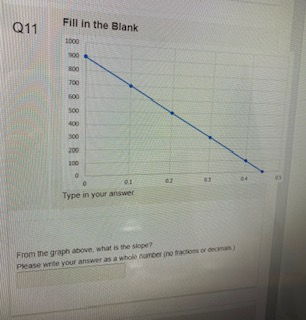 Q11
Fill in the Blank
1000
900
800
700
600
500
400
300
200
100
0
0 0.1 0.2 0.3 0.4 0.5
Type in your answer.
From the graph above, what is the slope?
Please write your answer as a whole number (no fractions or decimals.)